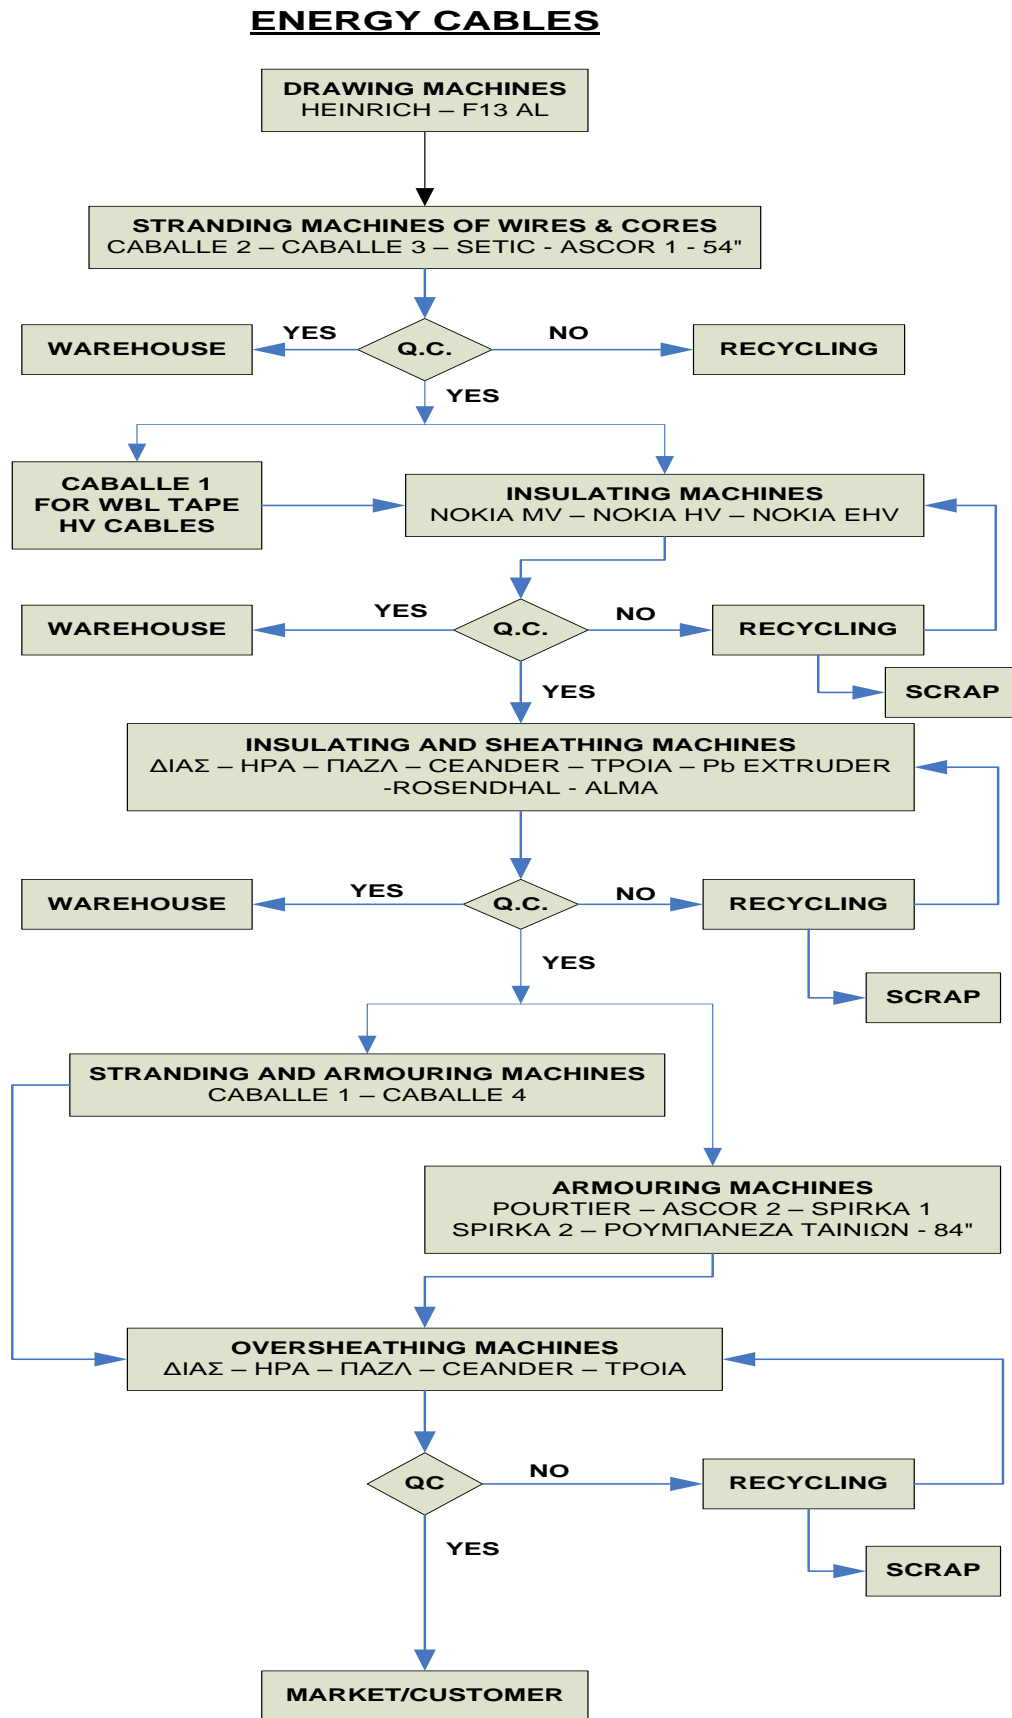 ENERGY CABLES
DRAWING MACHINES
HEINRICH – F13 AL
STRANDING MACHINES OF WIRES & CORES
CABALLE 2 – CABALLE 3 – SETIC - ASCOR 1 - 54"
WAREHOUSE
YES
Q.C.
NO
RECYCLING
YES
CABALLE 1
FOR WBL TAPE
HV CABLES
INSULATING MACHINES
NOKIA MV – NOKIA HV – NOKIA EHV
WAREHOUSE
YES
Q.C.
NO
RECYCLING
YES
SCRAP
INSULATING AND SHEATHING MACHINES
ΔΙΑΣ – ΗΡΑ – ΠΑΖΛ – CEANDER – ΤΡΟΙΑ – Pb EXTRUDER
-ROSENDHAL - ALMA
WAREHOUSE
YES
Q.C.
NO
RECYCLING
YES
SCRAP
STRANDING AND ARMOURING MACHINES
CABALLE 1 – CABALLE 4
ARMOURING MACHINES
POURTIER – ASCOR 2 – SPIRKA 1
SPIRKA 2 – ΡΟΥΜΠΑΝΕΖΑ ΤΑΙΝΙΩΝ - 84"
OVERSHEATHING MACHINES
ΔΙΑΣ – ΗΡΑ – ΠΑΖΛ – CEANDER – ΤΡΟΙΑ
QC
NO
RECYCLING
YES
SCRAP
MARKET/CUSTOMER